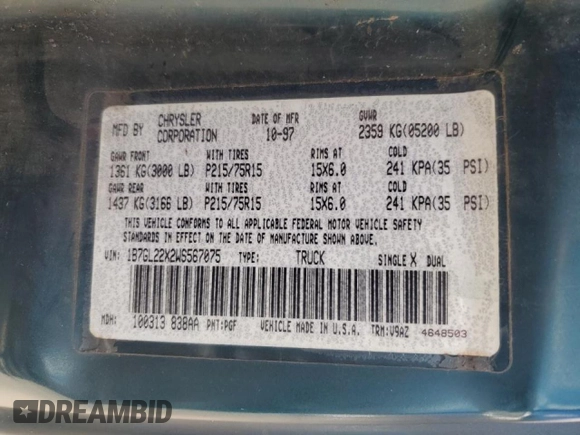 MFD BY CHRYSLER CORPORATION DATE OF MFR 10-97 GVWR 2359 KG(05200 LB)
GAWR FRONT WITH TIRES RIMS AT COLD
1361 KG(3000 LB) P215/75R15 15X6.0 241 KPA(35 PSI)
GAWR REAR WITH TIRES RIMS AT COLD
1437 KG(3166 LB) P215/75R15 15X6.0 241 KPA(35 PSI)
THIS VEHICLE CONFORMS TO ALL APPLICABLE FEDERAL MOTOR VEHICLE SAFETY
STANDARDS IN EFFECT ON THE DATE OF MANUFACTURE SHOWN ABOVE.
VIN: 1B7GL22X2WS567075 TYPE: TRUCK SINGLE X DUAL
MDH: 100313 838AA PNT:PGF VEHICLE MADE IN U.S.A. TRM:V9AZ 4648503
DREAMBID